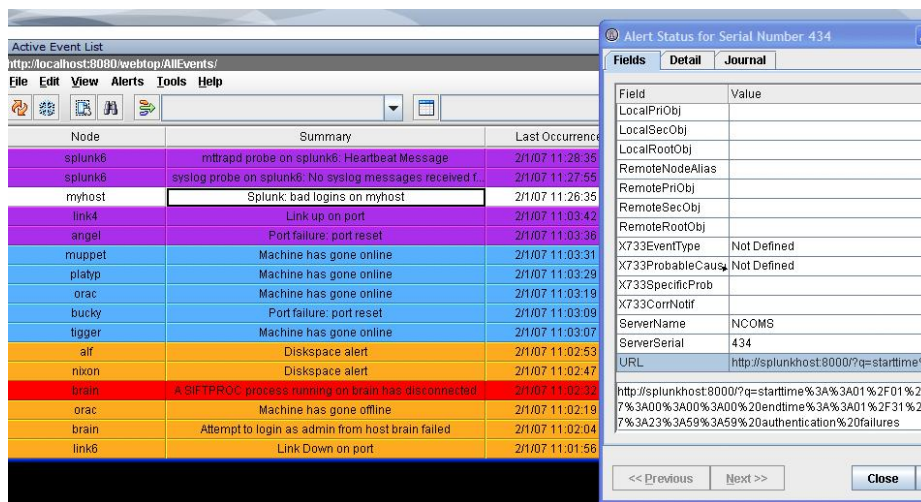 Active Event List
http://localhost:8080/webtop/AllEvents/
File Edit View Alerts Tools Help
Node Summary Last Occurrence
splunk6 mttrapd probe on splunk6: Heartbeat Message 2/1/07 11:28:35
splunk6 syslog probe on splunk6: No syslog messages received f... 2/1/07 11:27:55
myhost Splunk: bad logins on myhost 2/1/07 11:26:35
link4 Link up on port 2/1/07 11:03:42
angel Port failure: port reset 2/1/07 11:03:36
muppet Machine has gone online 2/1/07 11:03:31
platyp Machine has gone online 2/1/07 11:03:29
orac Machine has gone online 2/1/07 11:03:19
bucky Port failure: port reset 2/1/07 11:03:09
tigger Machine has gone online 2/1/07 11:03:07
alf Diskspace alert 2/1/07 11:02:53
nixon Diskspace alert 2/1/07 11:02:47
brain A SIFTPROC process running on brain has disconnected 2/1/07 11:02:32
orac Machine has gone offline 2/1/07 11:02:19
brain Attempt to login as admin from host brain failed 2/1/07 11:02:04
link6 Link Down on port 2/1/07 11:01:56
Alert Status for Serial Number 434
Fields Detail Journal
Field Value
LocalPriObj
LocalSecObj
LocalRootObj
RemoteNodeAlias
RemotePriObj
RemoteSecObj
RemoteRootObj
X733EventType Not Defined
X733ProbableCaus Not Defined
X733SpecificProb
X733CorrNotif
ServerName NCOMS
ServerSerial 434
URL http://splunkhost:8000/?q=starttime
http://splunkhost:8000/?q=starttime%3A%3A01%2F01%2
7%3A00%3A00%3A00%20endtime%3A%3A01%2F31%2
7%3A23%3A59%3A59%20authentication%20failures
<< Previous Next >> Close